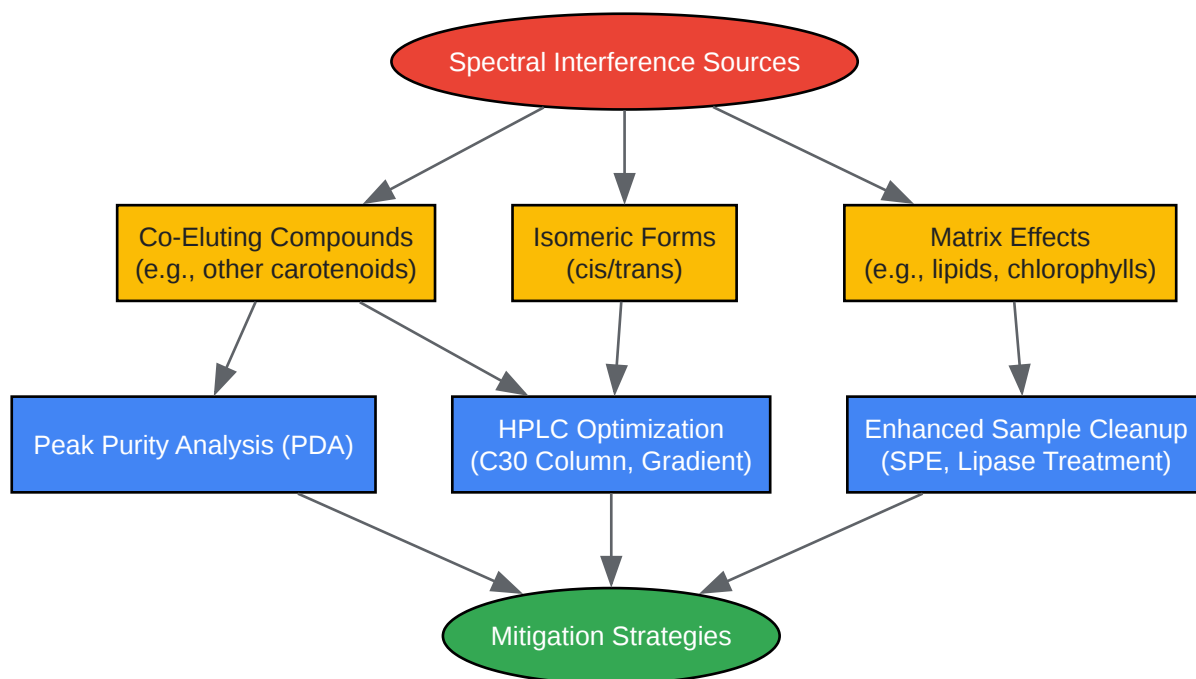 Spectral Interference Sources
Co-Eluting Compounds
(e.g., other carotenoids)
Isomeric Forms
(cis/trans)
Matrix Effects
(e.g., lipids, chlorophylls)
Peak Purity Analysis (PDA)
HPLC Optimization
(C30 Column, Gradient)
Enhanced Sample Cleanup
(SPE, Lipase Treatment)
Mitigation Strategies